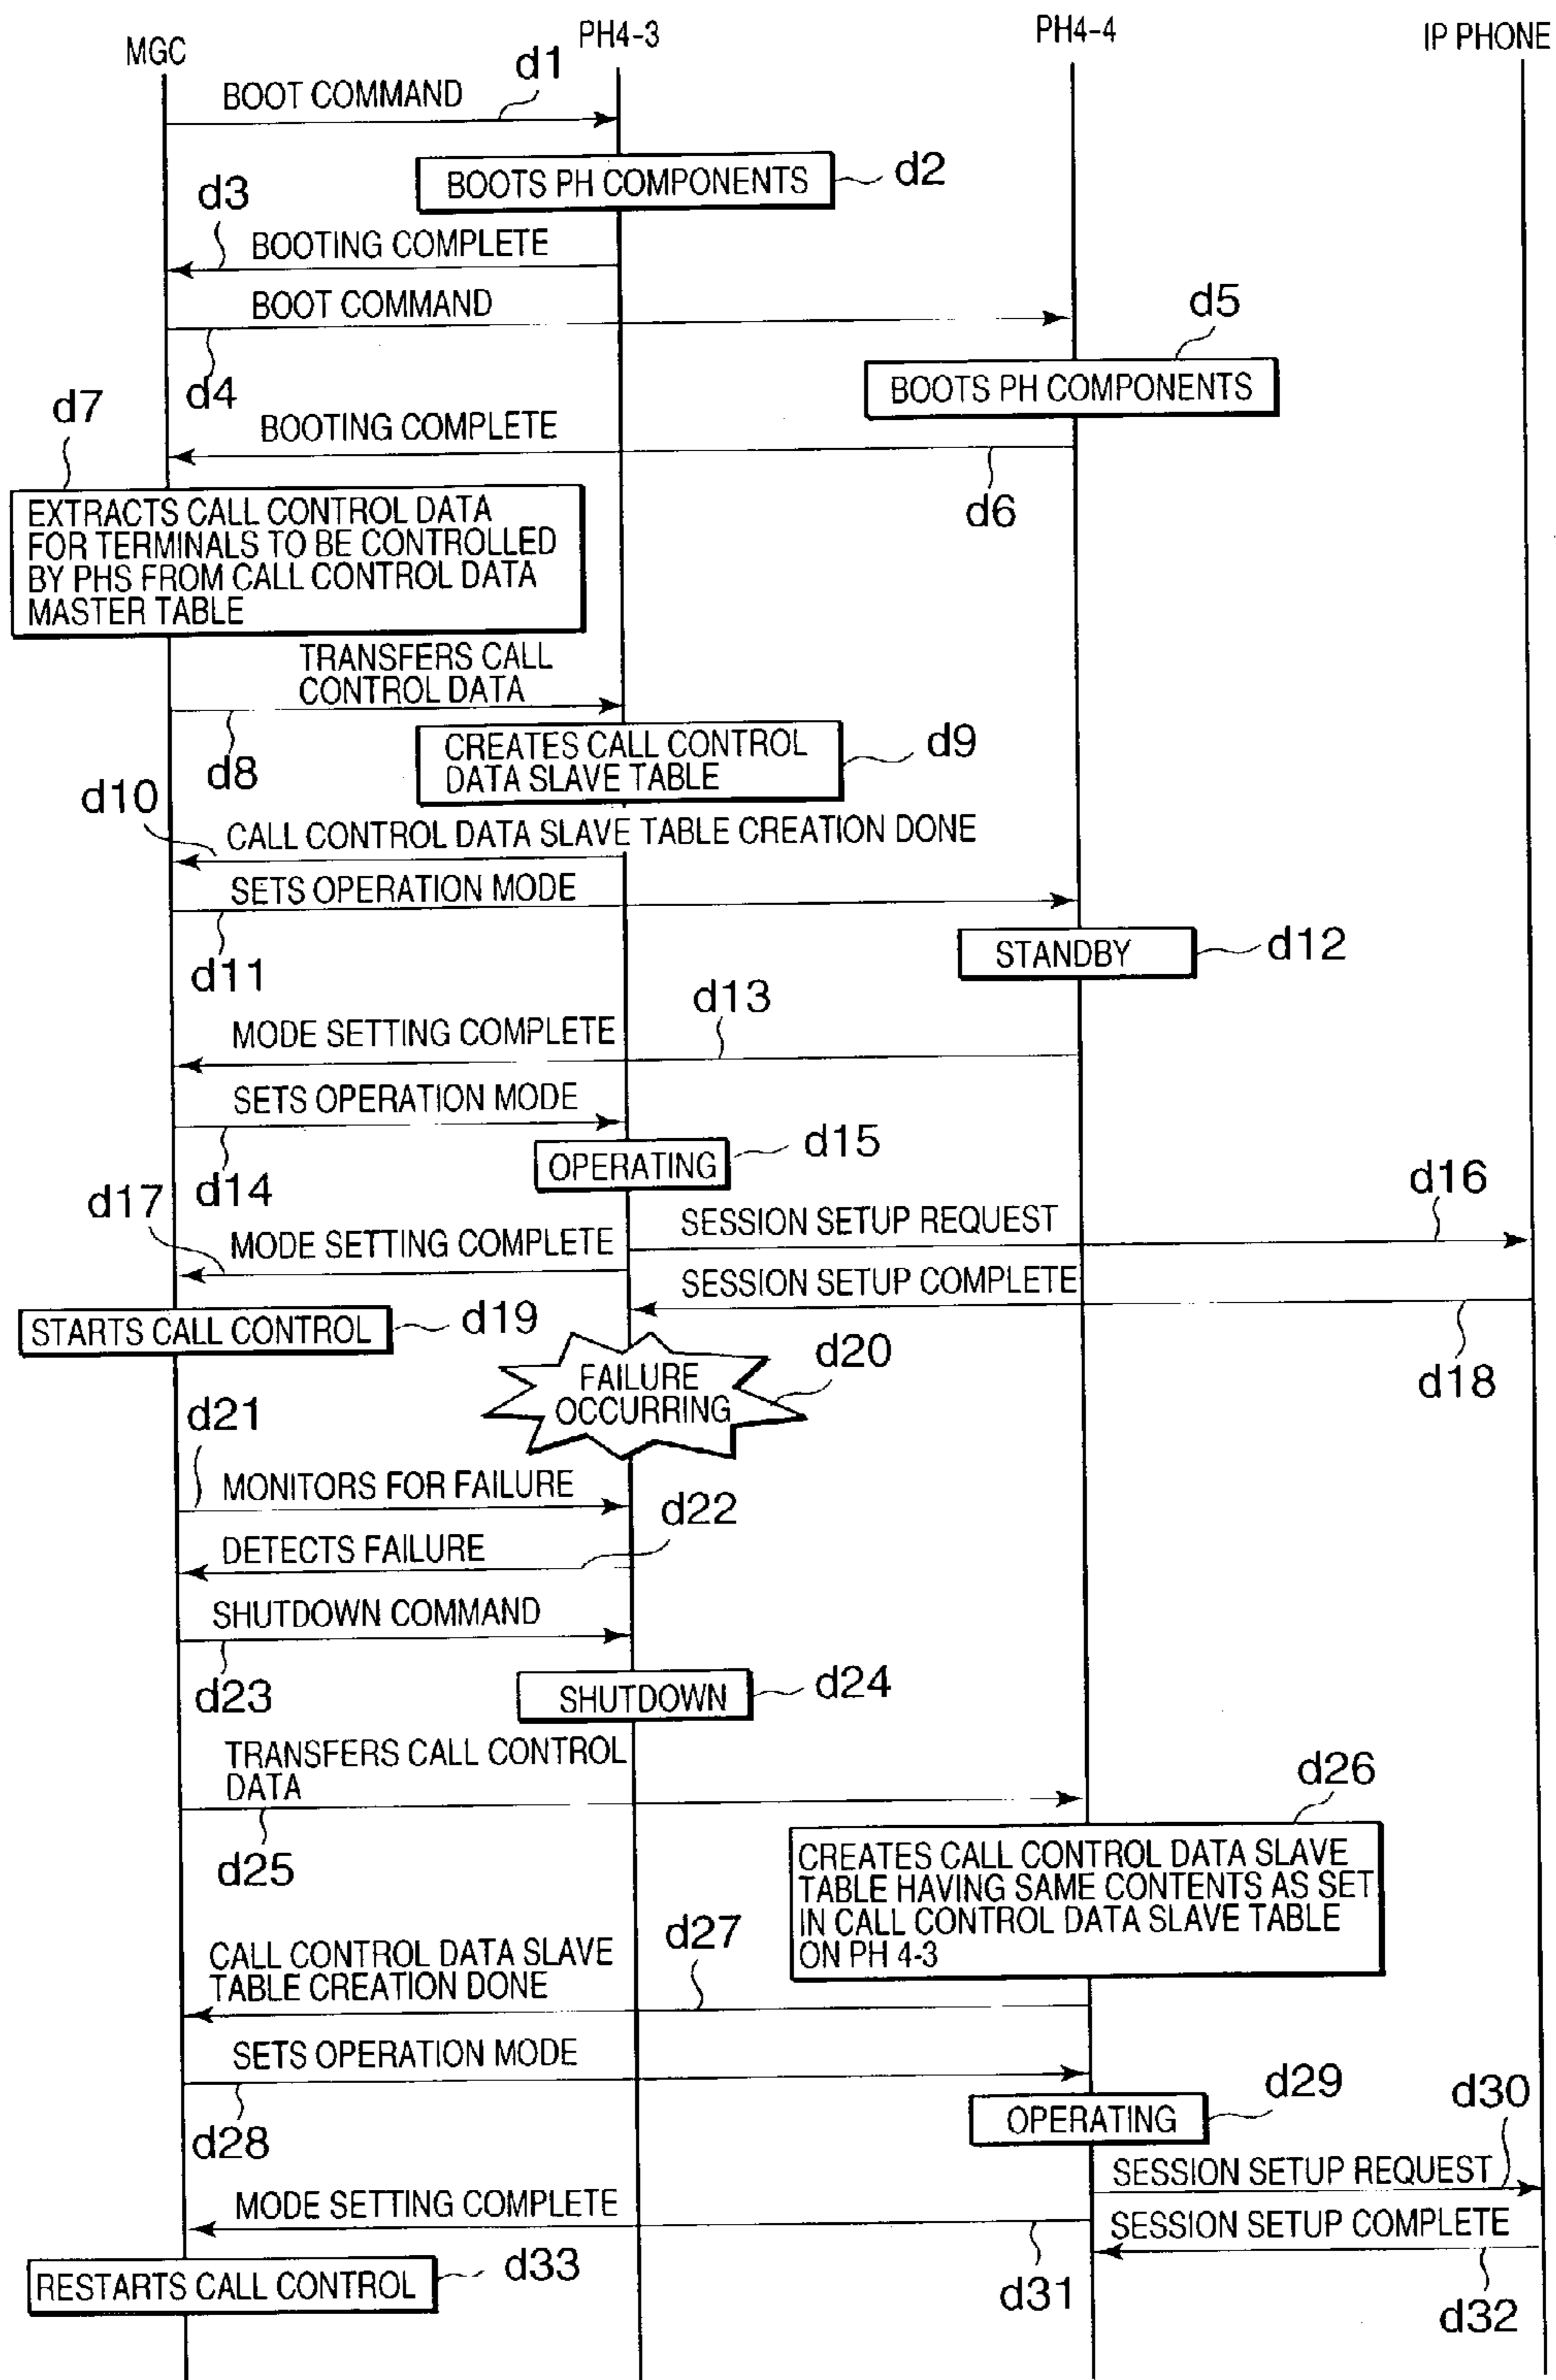 MGC
PH4-3
PH4-4
IP PHONE
BOOT COMMAND
d1
BOOTS PH COMPONENTS
d2
d3
BOOTING COMPLETE
BOOT COMMAND
d4
d5
BOOTS PH COMPONENTS
d7
BOOTING COMPLETE
d6
EXTRACTS CALL CONTROL DATA
FOR TERMINALS TO BE CONTROLLED
BY PHS FROM CALL CONTROL DATA
MASTER TABLE
TRANSFERS CALL
CONTROL DATA
d8
CREATES CALL CONTROL
DATA SLAVE TABLE
d9
d10
CALL CONTROL DATA SLAVE TABLE CREATION DONE
SETS OPERATION MODE
d11
STANDBY
d12
d13
MODE SETTING COMPLETE
SETS OPERATION MODE
d14
OPERATING
d15
d16
d17
SESSION SETUP REQUEST
MODE SETTING COMPLETE
SESSION SETUP COMPLETE
d18
STARTS CALL CONTROL
d19
FAILURE
OCCURRING
d20
d21
MONITORS FOR FAILURE
d22
DETECTS FAILURE
SHUTDOWN COMMAND
d23
SHUTDOWN
d24
TRANSFERS CALL CONTROL
DATA
d25
d26
CREATES CALL CONTROL DATA SLAVE
TABLE HAVING SAME CONTENTS AS SET
IN CALL CONTROL DATA SLAVE TABLE
ON PH 4-3
d27
CALL CONTROL DATA SLAVE
TABLE CREATION DONE
SETS OPERATION MODE
d28
OPERATING
d29
d30
SESSION SETUP REQUEST
MODE SETTING COMPLETE
d31
SESSION SETUP COMPLETE
d32
RESTARTS CALL CONTROL
d33